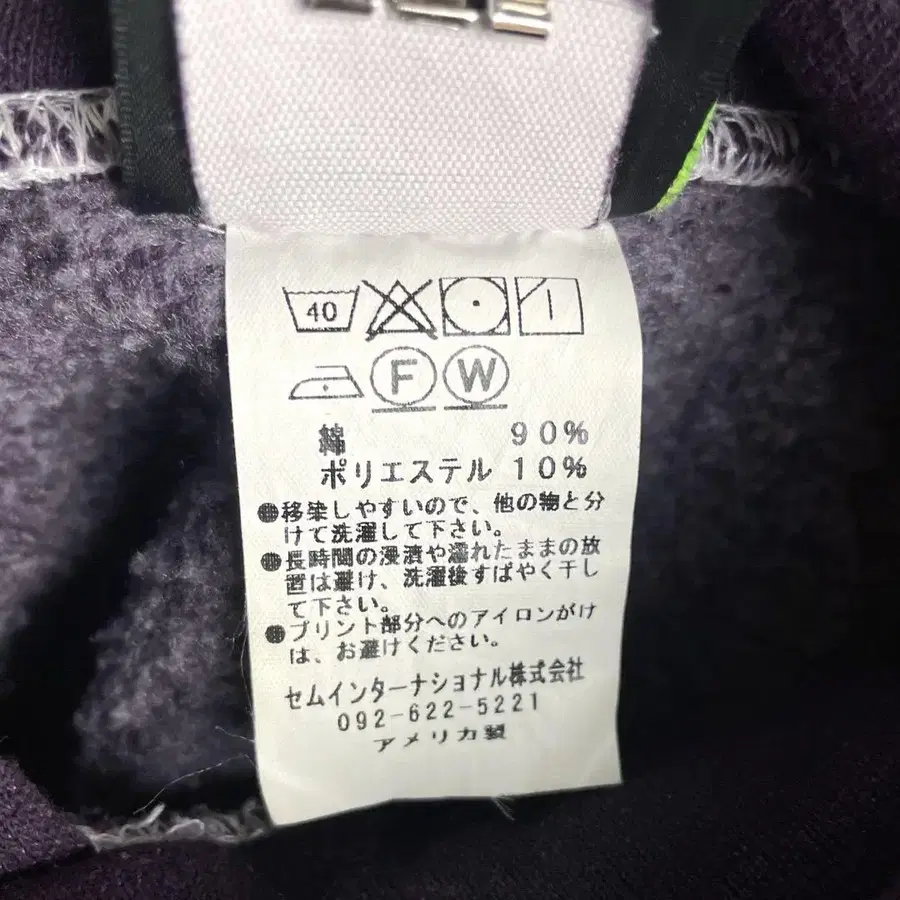 40
F W
綿 90%
ポリエステル 10%
●移染しやすいので、他の物と分
けて洗濯して下さい。
●長時間の浸漬や濡れたままの放
置は避け、洗濯後すばやく干し
て下さい。
●プリント部分へのアイロンがけ
は、お避けください。
セムインターナショナル株式会社
092-622-5221
アメリカ製